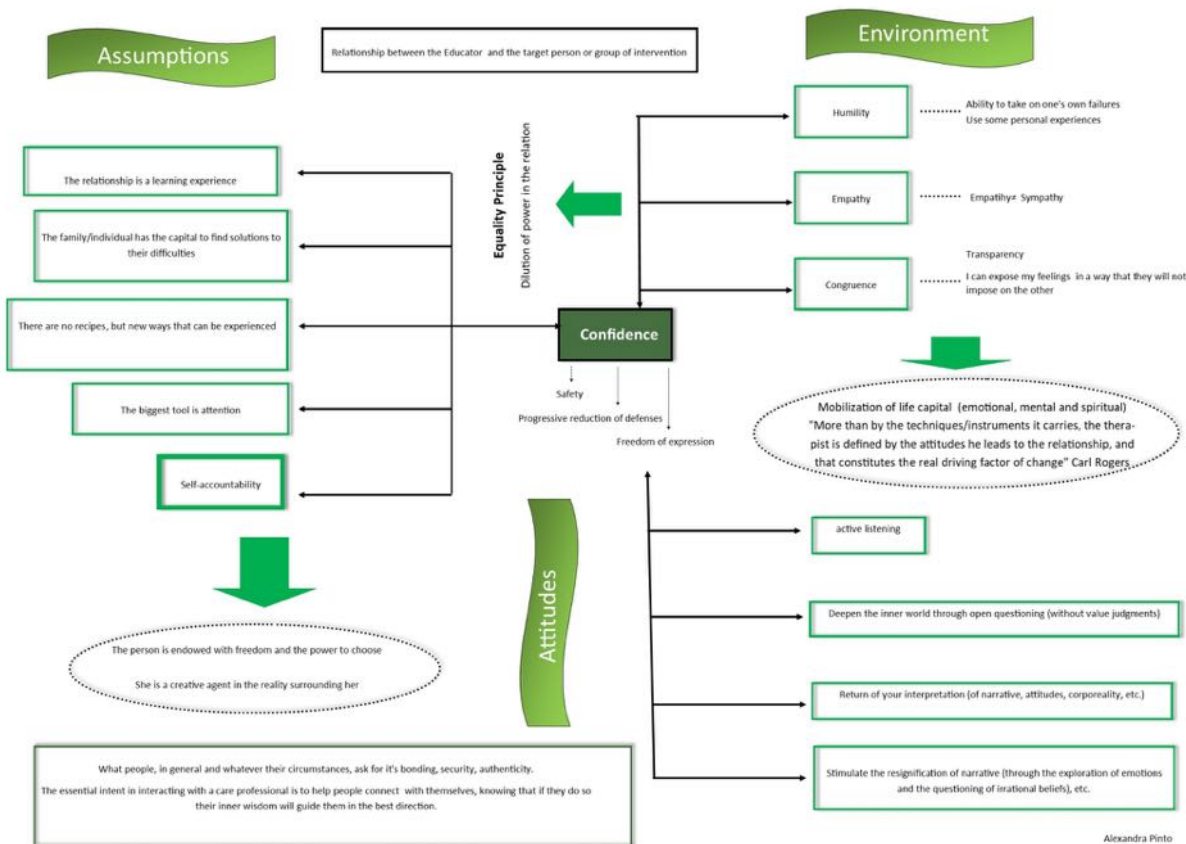 Assumptions
Relationship between the Educator and the target person or group of intervention
Environment
The relationship is a learning experience
The family/individual has the capital to find solutions to
their difficulties
There are no recipes, but new ways that can be experienced
The biggest tool is attention
Self-accountability
Equality Principle
Dilution of power in the relation
Humility
Ability to take on one's own failures
Use some personal experiences
Empathy
Empatihy≠ Sympathy
Congruence
Transparency
I can expose my feelings in a way that they will not
impose on the other
Confidence
Safety
Progressive reduction of defenses
Freedom of expression
Mobilization of life capital (emotional, mental and spiritual)
"More than by the techniques/instruments it carries, the thera-
pist is defined by the attitudes he leads to the relationship, and
that constitutes the real driving factor of change" Carl Rogers
The person is endowed with freedom and the power to choose
She is a creative agent in the reality surrounding her
Attitudes
active listening
Deepen the inner world through open questioning (without value judgments)
Return of your interpretation (of narrative, attitudes, corporeality, etc.)
Stimulate the resignification of narrative (through the exploration of emotions
and the questioning of irrational beliefs), etc.
What people, in general and whatever their circumstances, ask for it's bonding, security, authenticity.
The essential intent in interacting with a care professional is to help people connect with themselves, knowing that if they do so
their inner wisdom will guide them in the best direction.
Alexandra Pinto